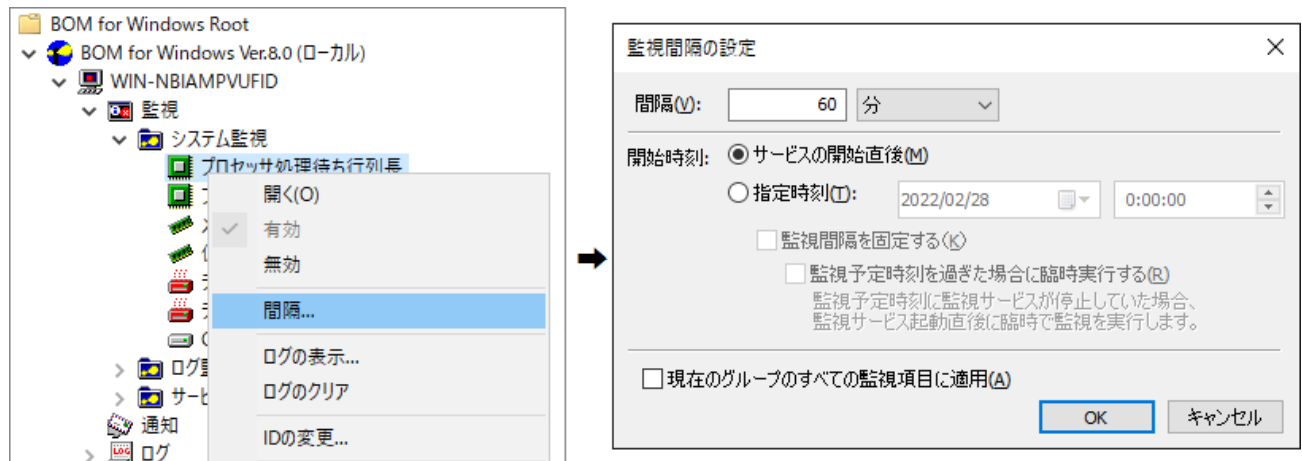 BOM for Windows Root
BOM for Windows Ver.8.0 (ローカル)
WIN-NBIAMPVUFID
監視
システム監視
プロセッサ処理待ち行列長
開く(O)
有効
無効
間隔...
ログの表示...
ログのクリア
IDの変更...
ログ
サービ
通知
ログ
監視間隔の設定
間隔(V): 60 分
開始時刻: サービスの開始直後(M)
指定時刻(T): 2022/02/28 0:00:00
監視間隔を固定する(K)
監視予定時刻を過ぎた場合に臨時実行する(R)
監視予定時刻に監視サービスが停止していた場合、
監視サービス起動直後に臨時で監視を実行します。
現在のグループのすべての監視項目に適用(A)
OK キャンセル